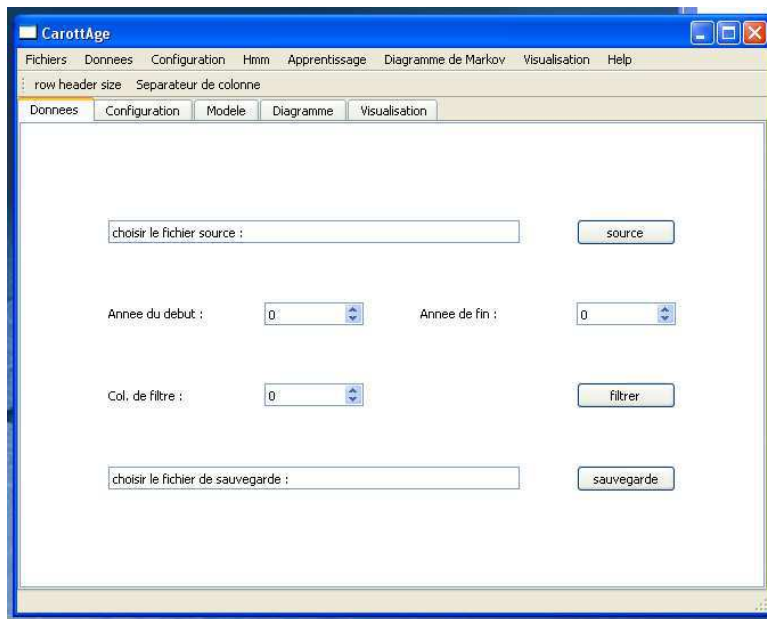 CarottAge
Fichiers Donnees Configuration Hmm Apprentissage Diagramme de Markov Visualisation Help
row header size Separateur de colonne
Donnees Configuration Modele Diagramme Visualisation
choisir le fichier source : source
Annee du debut : 0 Annee de fin : 0
Col. de filtre : 0 filtrer
choisir le fichier de sauvegarde : sauvegarde